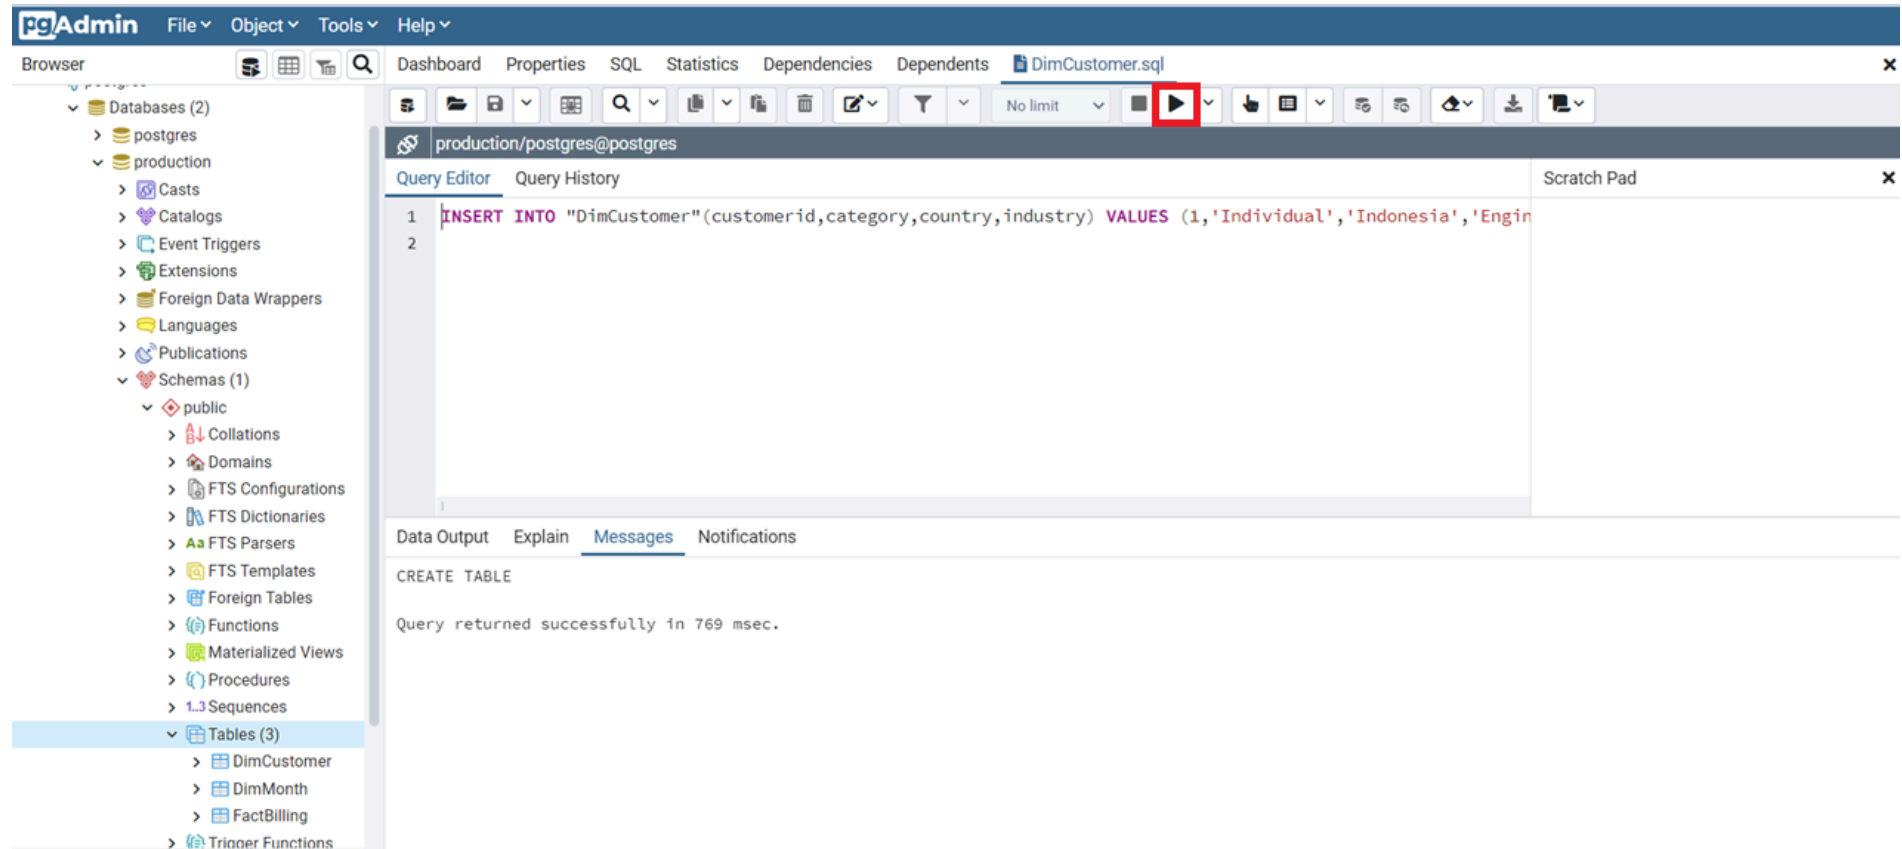 pgAdmin File Object Tools Help
Browser
Dashboard Properties SQL Statistics Dependencies Dependents DimCustomer.sql
Databases (2)
postgres
production
Casts
Catalogs
Event Triggers
Extensions
Foreign Data Wrappers
Languages
Publications
Schemas (1)
public
Collations
Domains
FTS Configurations
FTS Dictionaries
Aa FTS Parsers
FTS Templates
Foreign Tables
Functions
Materialized Views
Procedures
1..3 Sequences
Tables (3)
DimCustomer
DimMonth
FactBilling
Trigger Functions
No limit
production/postgres@postgres
Query Editor Query History
Scratch Pad
1 INSERT INTO "DimCustomer"(customerid,category,country,industry) VALUES (1,'Individual','Indonesia','Engin
2
Data Output Explain Messages Notifications
CREATE TABLE
Query returned successfully in 769 msec.